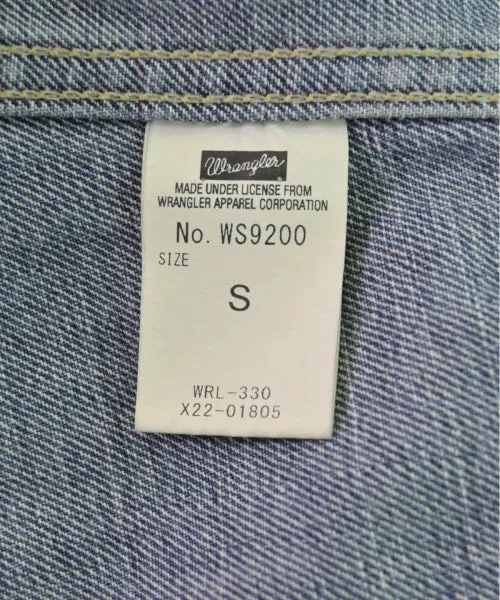 Wrangler
MADE UNDER LICENSE FROM
WRANGLER APPAREL CORPORATION
No. WS9200
SIZE
S
WRL-330
X22-01805